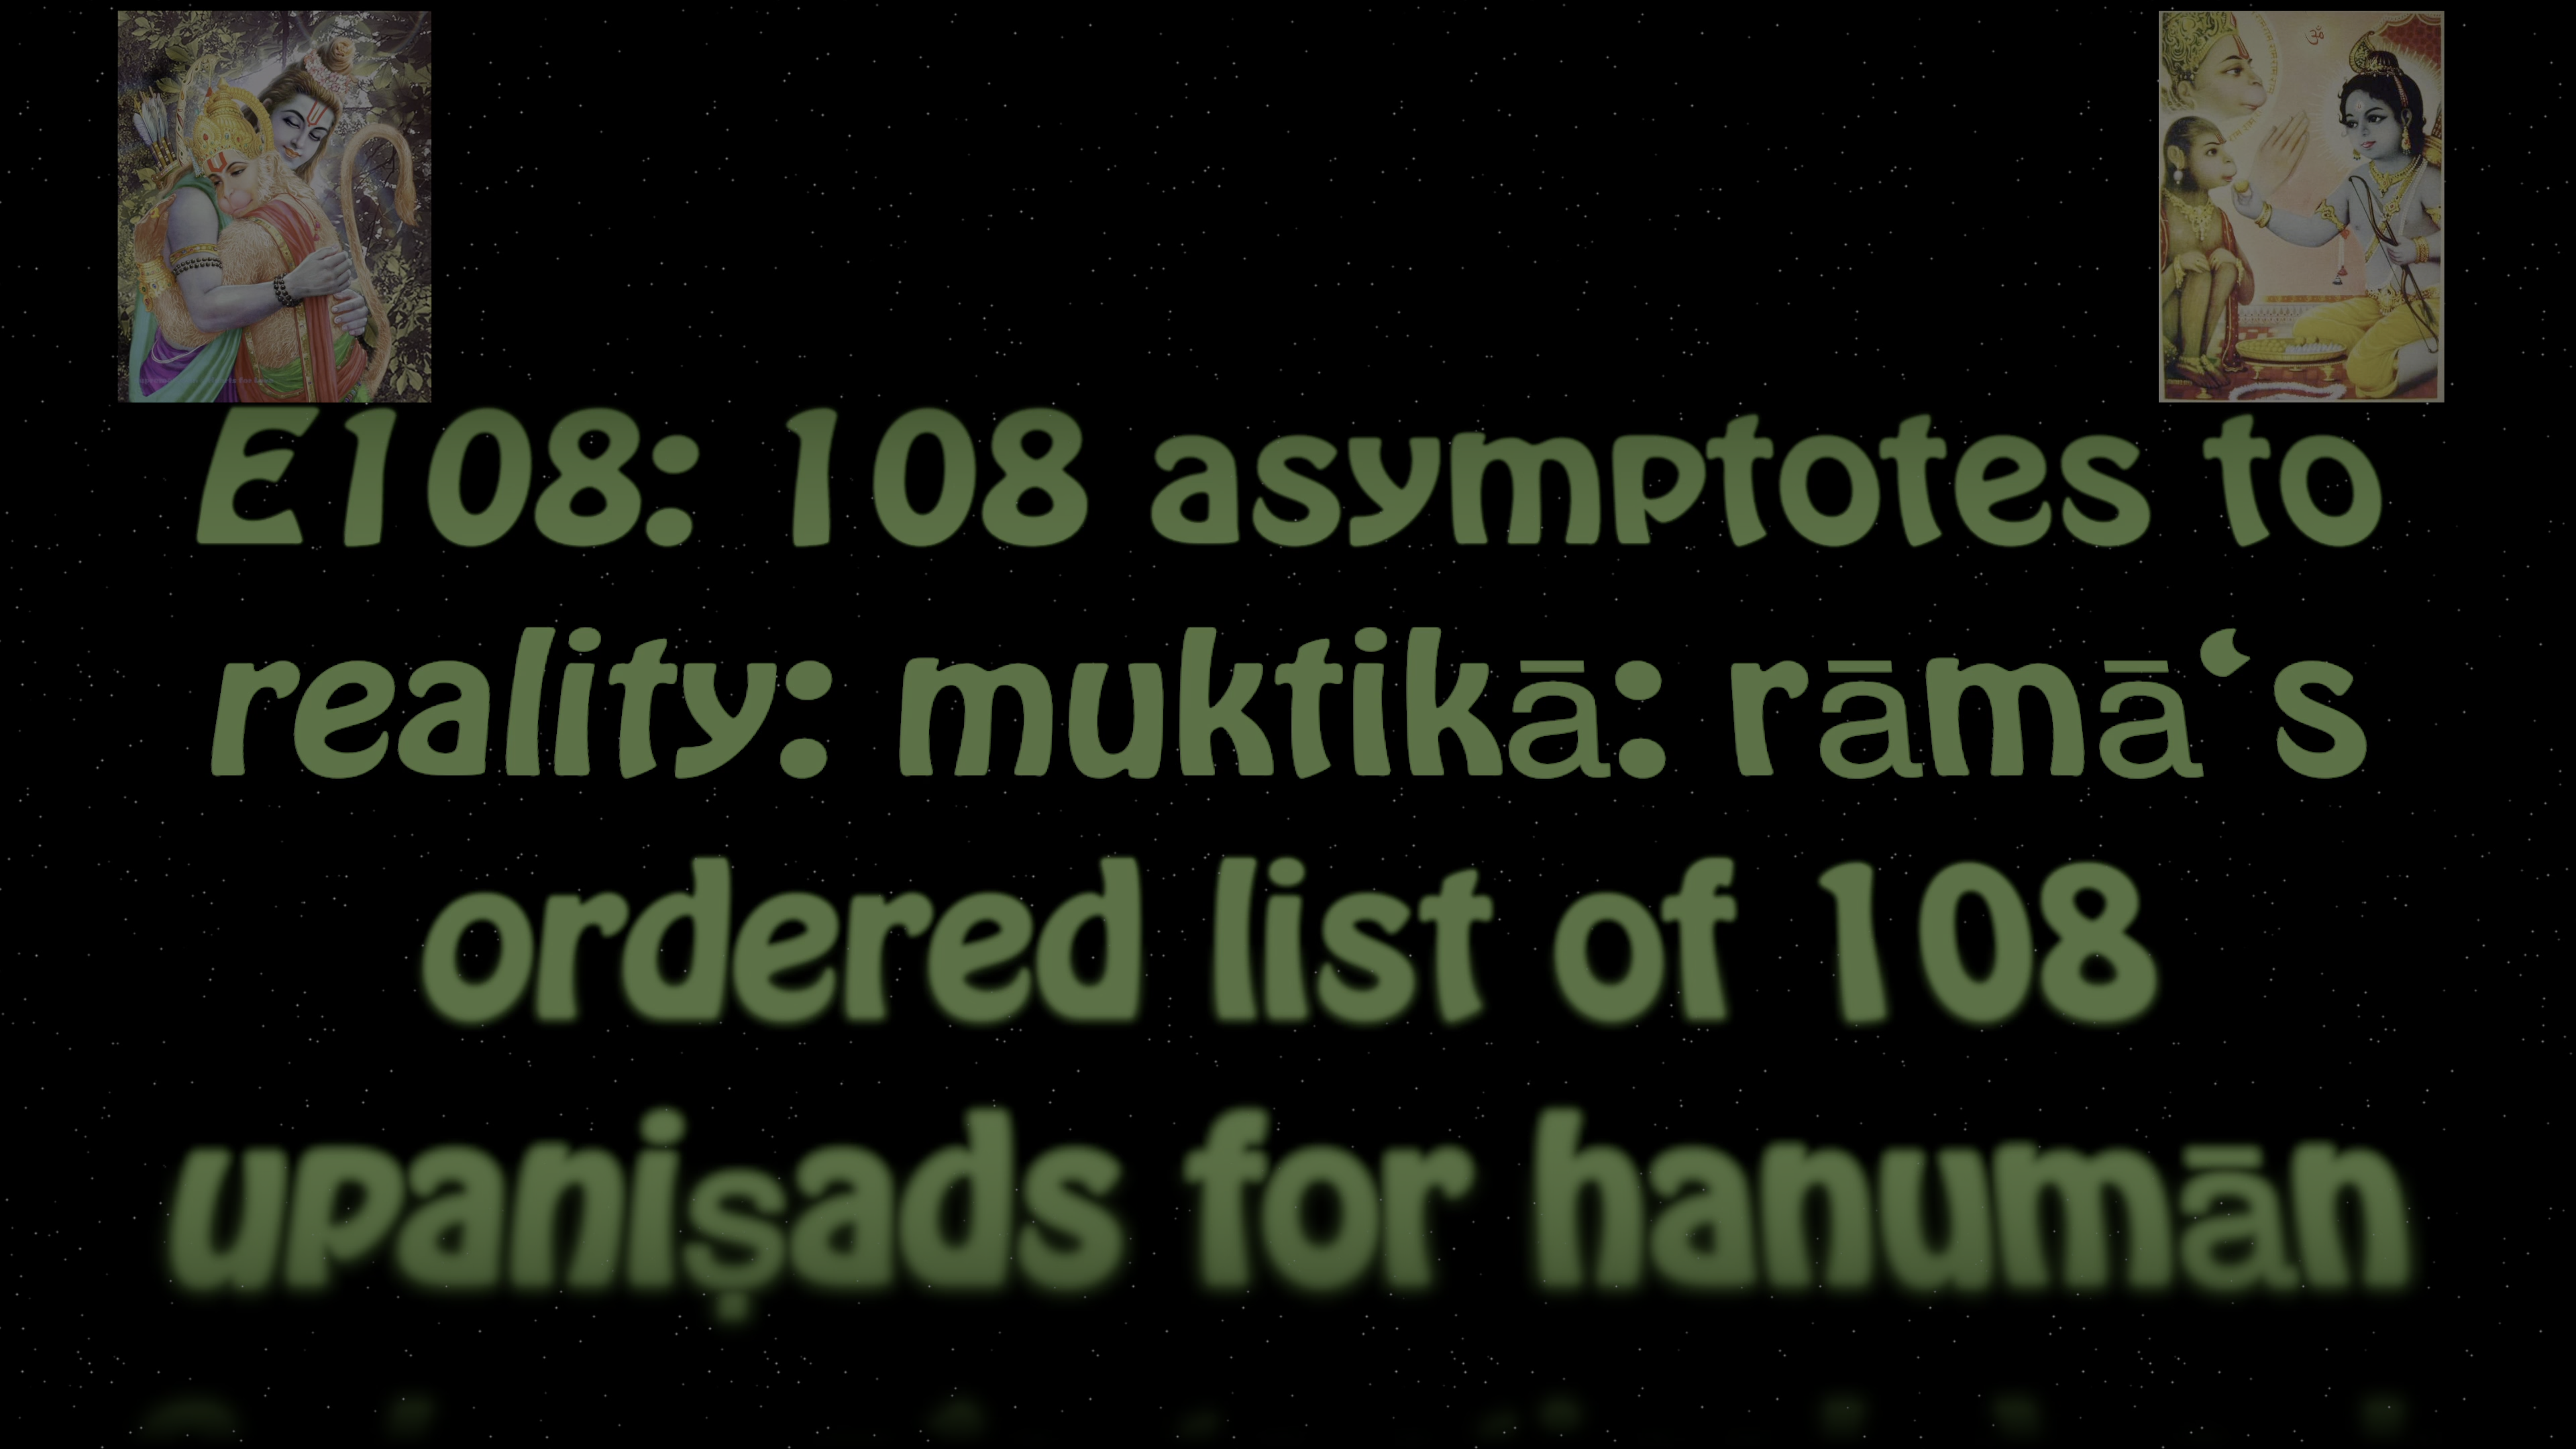 E108: 108 asymptotes to
reality: muktikā: rāmā‘s
ordered list of 108
upaniṣads for hanumān